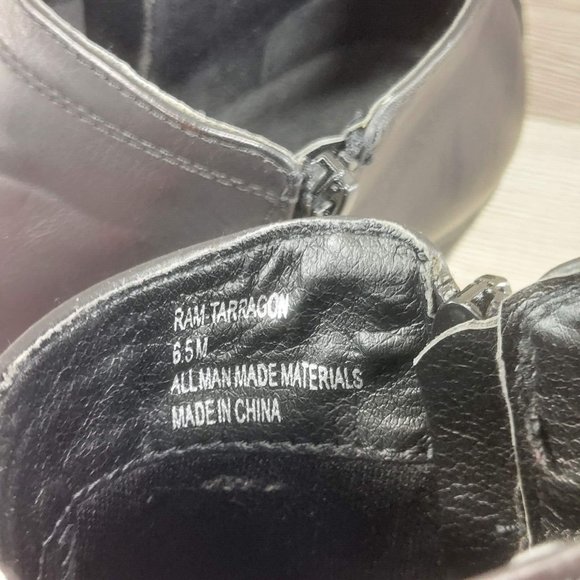 RAM-TARRAGON
6.5 M
ALL MAN MADE MATERIALS
MADE IN CHINA